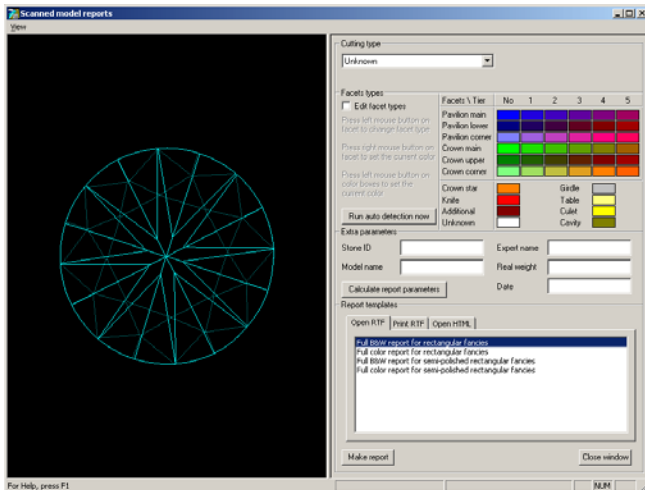 Scanned model reports
View
Cutting type
Unknown
Facets types
Edit facet types
Press left mouse button on
facet to change facet type
Press right mouse button on
facet to set the current color
Press left mouse button on
color boxes to set the
current color
Run auto detection now
Facets \ Tier No 1 2 3 4 5
Pavilion main
Pavilion lower
Pavilion corner
Crown main
Crown upper
Crown corner
Crown star Girdle
Knife Table
Additional Culet
Unknown Cavity
Extra parameters
Stone ID Expert name
Model name Real weight
Calculate report parameters Date
Report templates
Open RTF Print RTF Open HTML
Full B&W report for rectangular fancies
Full color report for rectangular fancies
Full B&W report for semi-polished rectangular fancies
Full color report for semi-polished rectangular fancies
Make report Close window
For Help, press F1 NUM